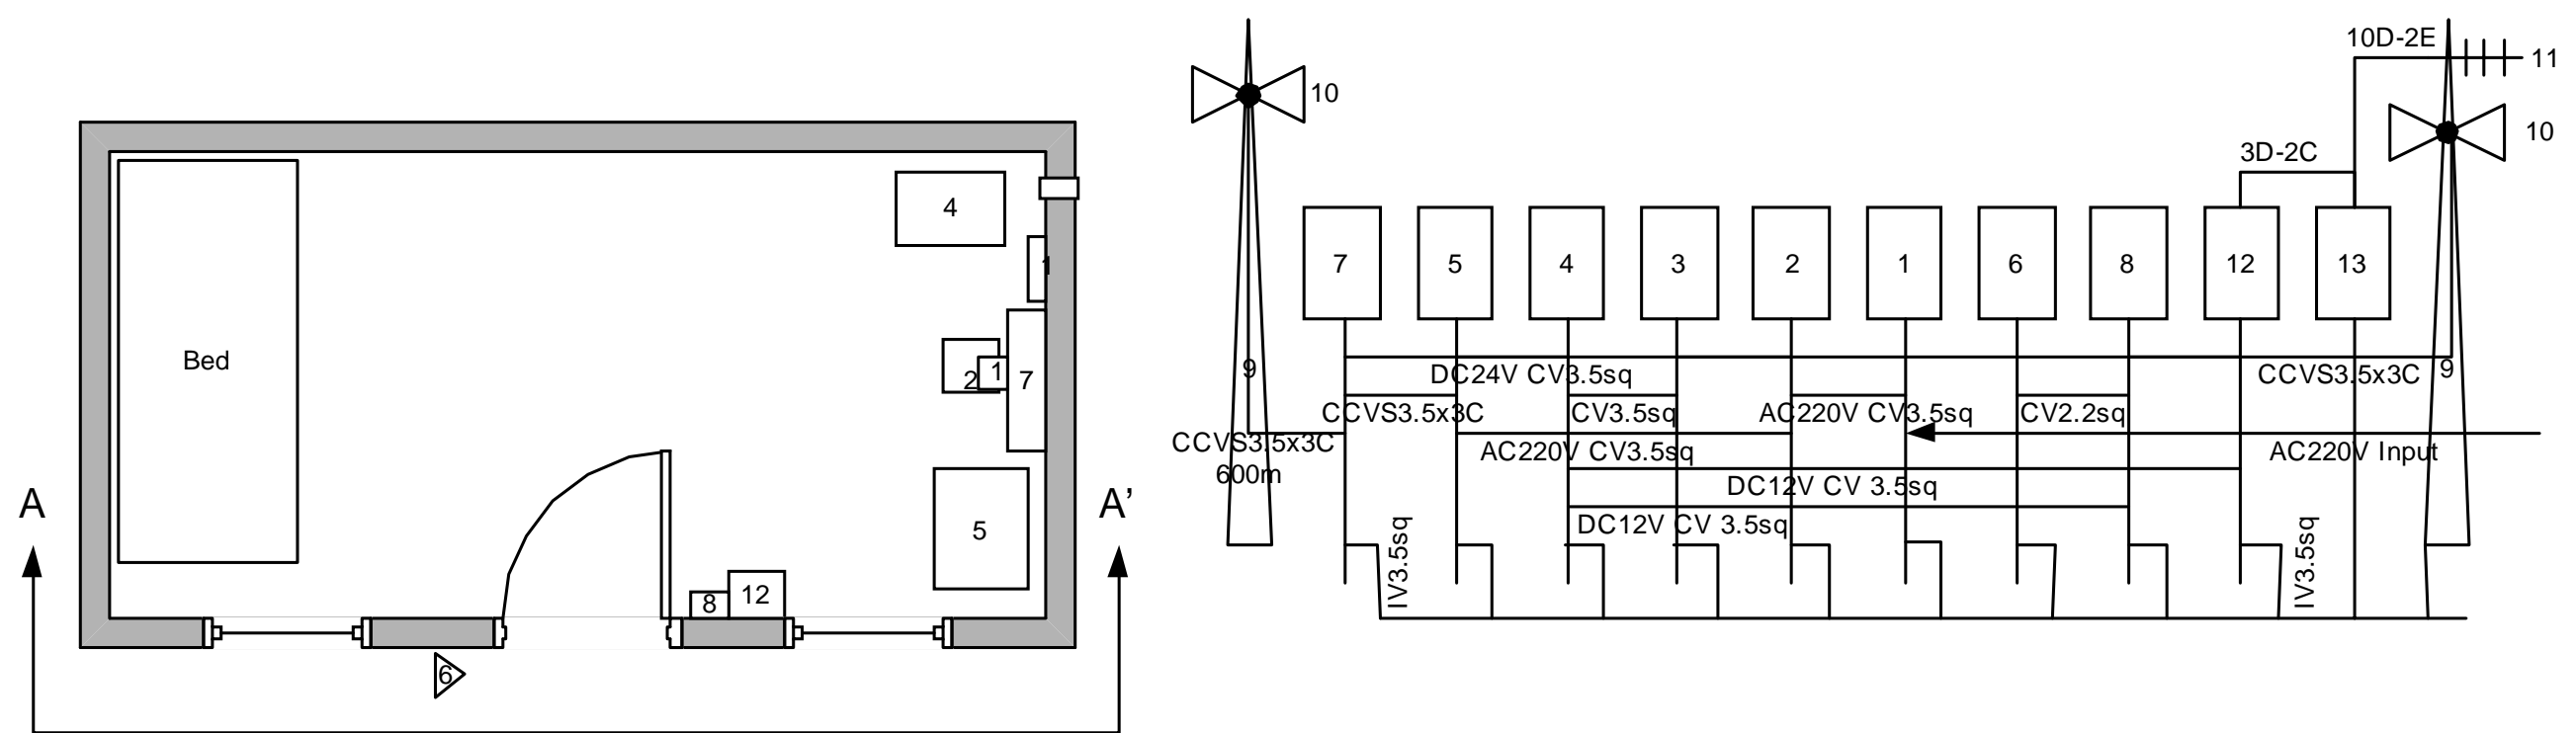 10D-2E
11
10
10
3D-2C
4
7
5
4
3
2
1
6
8
12
13
1
Bed
2
1
7
9
DC24V CV3.5sq
CCVS3.5x3C
9
CCVS3.5x3C
CV3.5sq
AC220V CV3.5sq
CV2.2sq
CCVS3.5x3C
600m
AC220V CV3.5sq
AC220V Input
DC12V CV 3.5sq
DC12V CV 3.5sq
A
A’
5
IV3.5sq
IV3.5sq
8
12
6